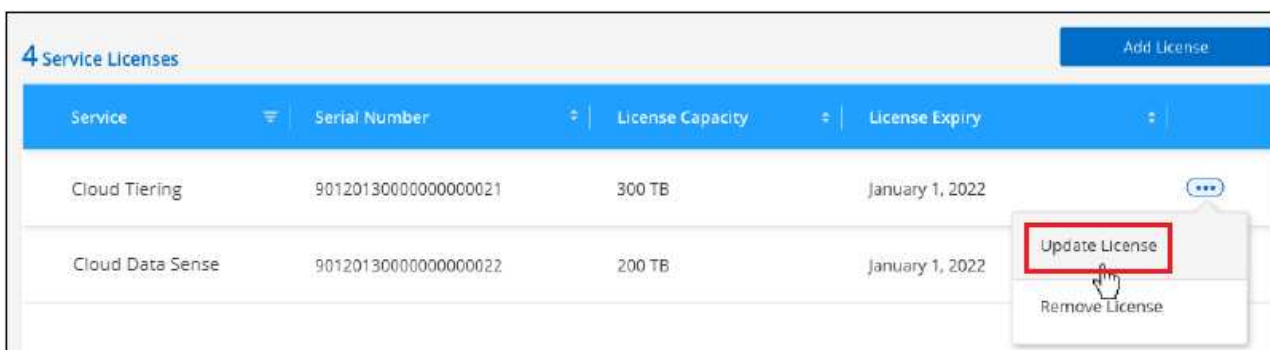 4 Service Licenses
Add License
Service Serial Number License Capacity License Expiry
Cloud Tiering 90120130000000000021 300 TB January 1, 2022
Update License
Cloud Data Sense 90120130000000000022 200 TB January 1, 2022
Remove License